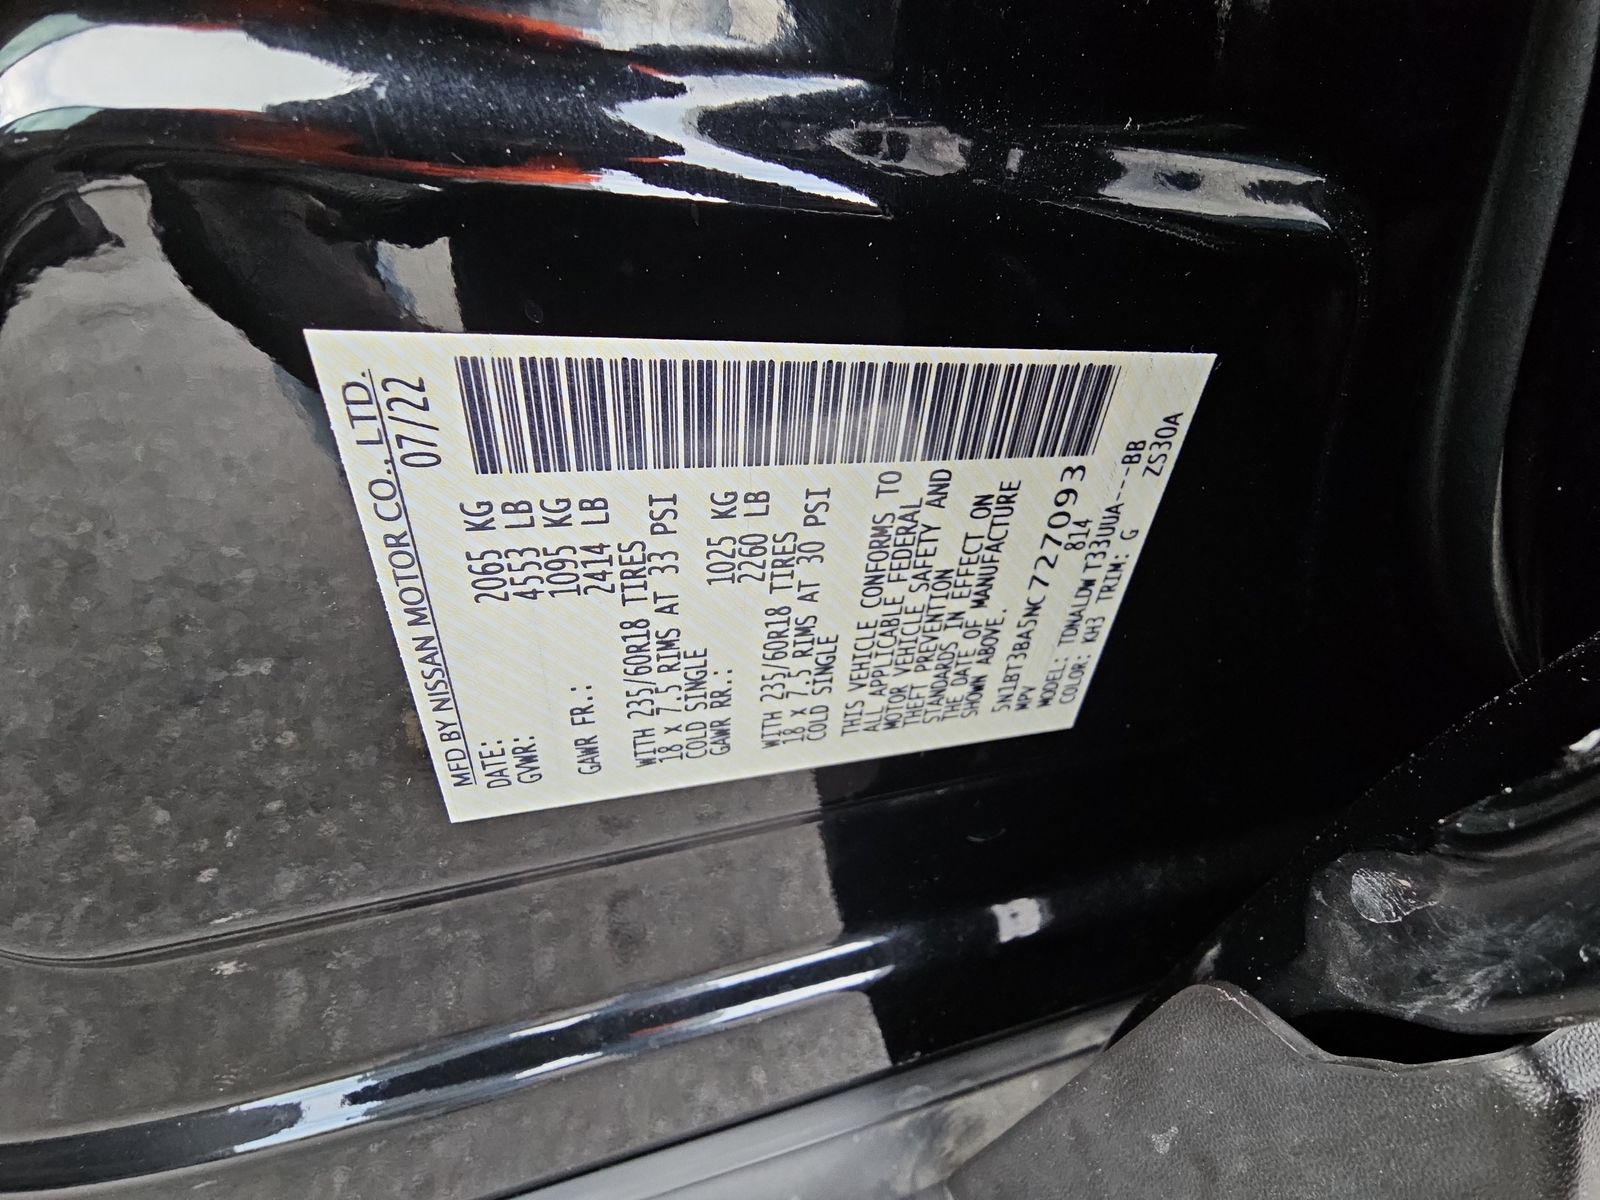 MFD BY NISSAN MOTOR CO., LTD.
DATE: 07/22
GVWR: 2065 KG
4553 LB
GAWR FR.: 1095 KG
2414 LB
WITH 235/60R18 TIRES
18 X 7.5 RIMS AT 33 PSI
COLD SINGLE
GAWR RR.: 1025 KG
2260 LB
WITH 235/60R18 TIRES
18 X 7.5 RIMS AT 30 PSI
COLD SINGLE
THIS VEHICLE CONFORMS TO
ALL APPLICABLE FEDERAL
MOTOR VEHICLE SAFETY AND
THEFT PREVENTION
STANDARDS IN EFFECT ON
THE DATE OF MANUFACTURE
SHOWN ABOVE.
5N1BT3BA5NC727093
MPV 814
MODEL: TDNALDW T33UUA---BB
COLOR: KH3 TRIM: G ZS30A